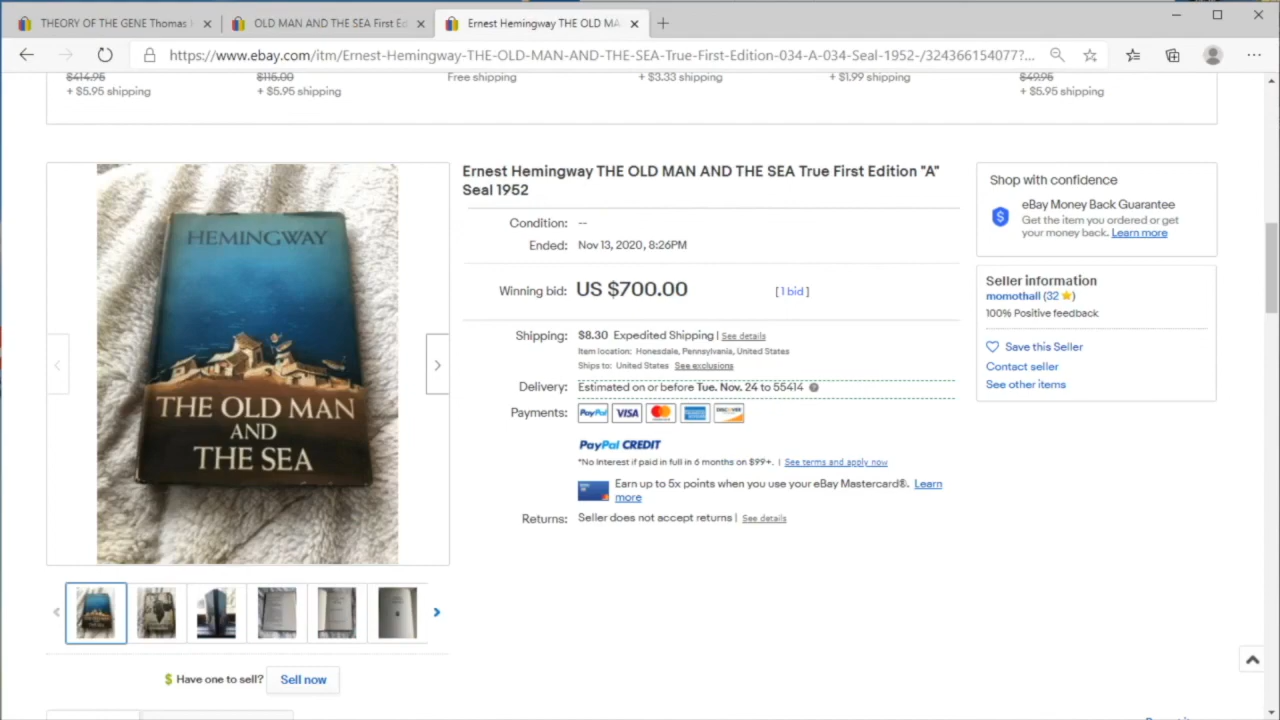 THEORY OF THE GENE Thomas
OLD MAN AND THE SEA First Ed
Ernest Hemingway THE OLD MA
https://www.ebay.com/itm/Ernest-Hemingway-THE-OLD-MAN-AND-THE-SEA-True-First-Edition-034-A-034-Seal-1952-/324366154077?...
$414.95
+ $5.95 shipping
$115.00
+ $5.95 shipping
Free shipping
+ $3.33 shipping
+ $1.99 shipping
$49.95
+ $5.95 shipping
HEMINGWAY
THE OLD MAN
AND
THE SEA
Ernest Hemingway THE OLD MAN AND THE SEA True First Edition "A"
Seal 1952
Condition: --
Ended: Nov 13, 2020, 8:26PM
Winning bid: US $700.00 [ 1 bid ]
Shipping: $8.30 Expedited Shipping | See details
Item location: Honesdale, Pennsylvania, United States
Ships to: United States See exclusions
Delivery: Estimated on or before Tue. Nov. 24 to 55414
Payments: PayPal VISA
PayPal CREDIT
*No Interest if paid in full in 6 months on $99+. | See terms and apply now
Earn up to 5x points when you use your eBay Mastercard®. Learn
more
Returns: Seller does not accept returns | See details
Shop with confidence
eBay Money Back Guarantee
Get the item you ordered or get
your money back. Learn more
Seller information
momothall (32)
100% Positive feedback
Save this Seller
Contact seller
See other items
$ Have one to sell? Sell now